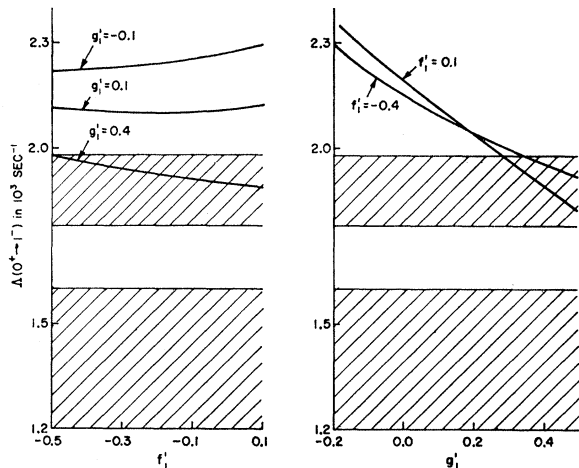 Λ(0⁺→1⁻) in 10³ SEC⁻¹
2.3
2.0
1.5
1.2
g₁'=-0.1
g₁'=0.1
g₁'=0.4
-0.5
-0.3
-0.1
0.1
f₁'
2.3
2.0
1.5
1.2
f₁'=0.1
f₁'=-0.4
-0.2
0.0
0.2
0.4
g₁'